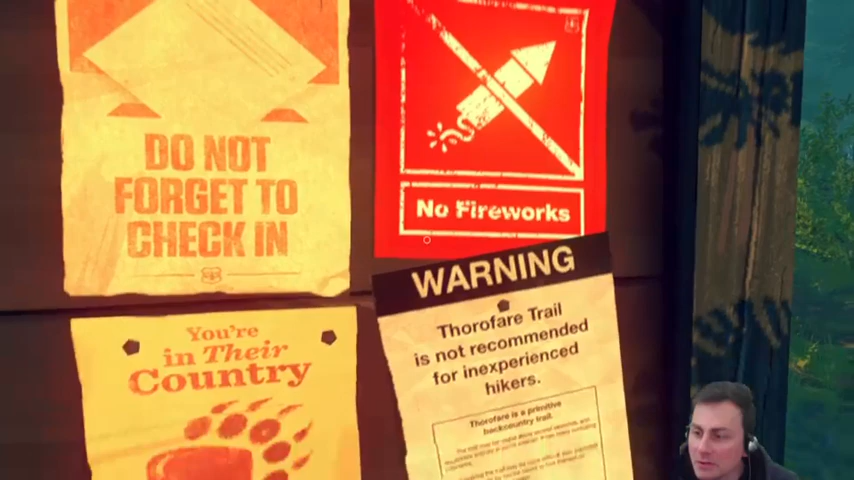 DO NOT
FORGET TO
CHECK IN
No Fireworks
WARNING
Thorofare Trail
is not recommended
for inexperienced
hikers.
Thorofare is a primitive
backcountry trail.
You're
in Their
Country